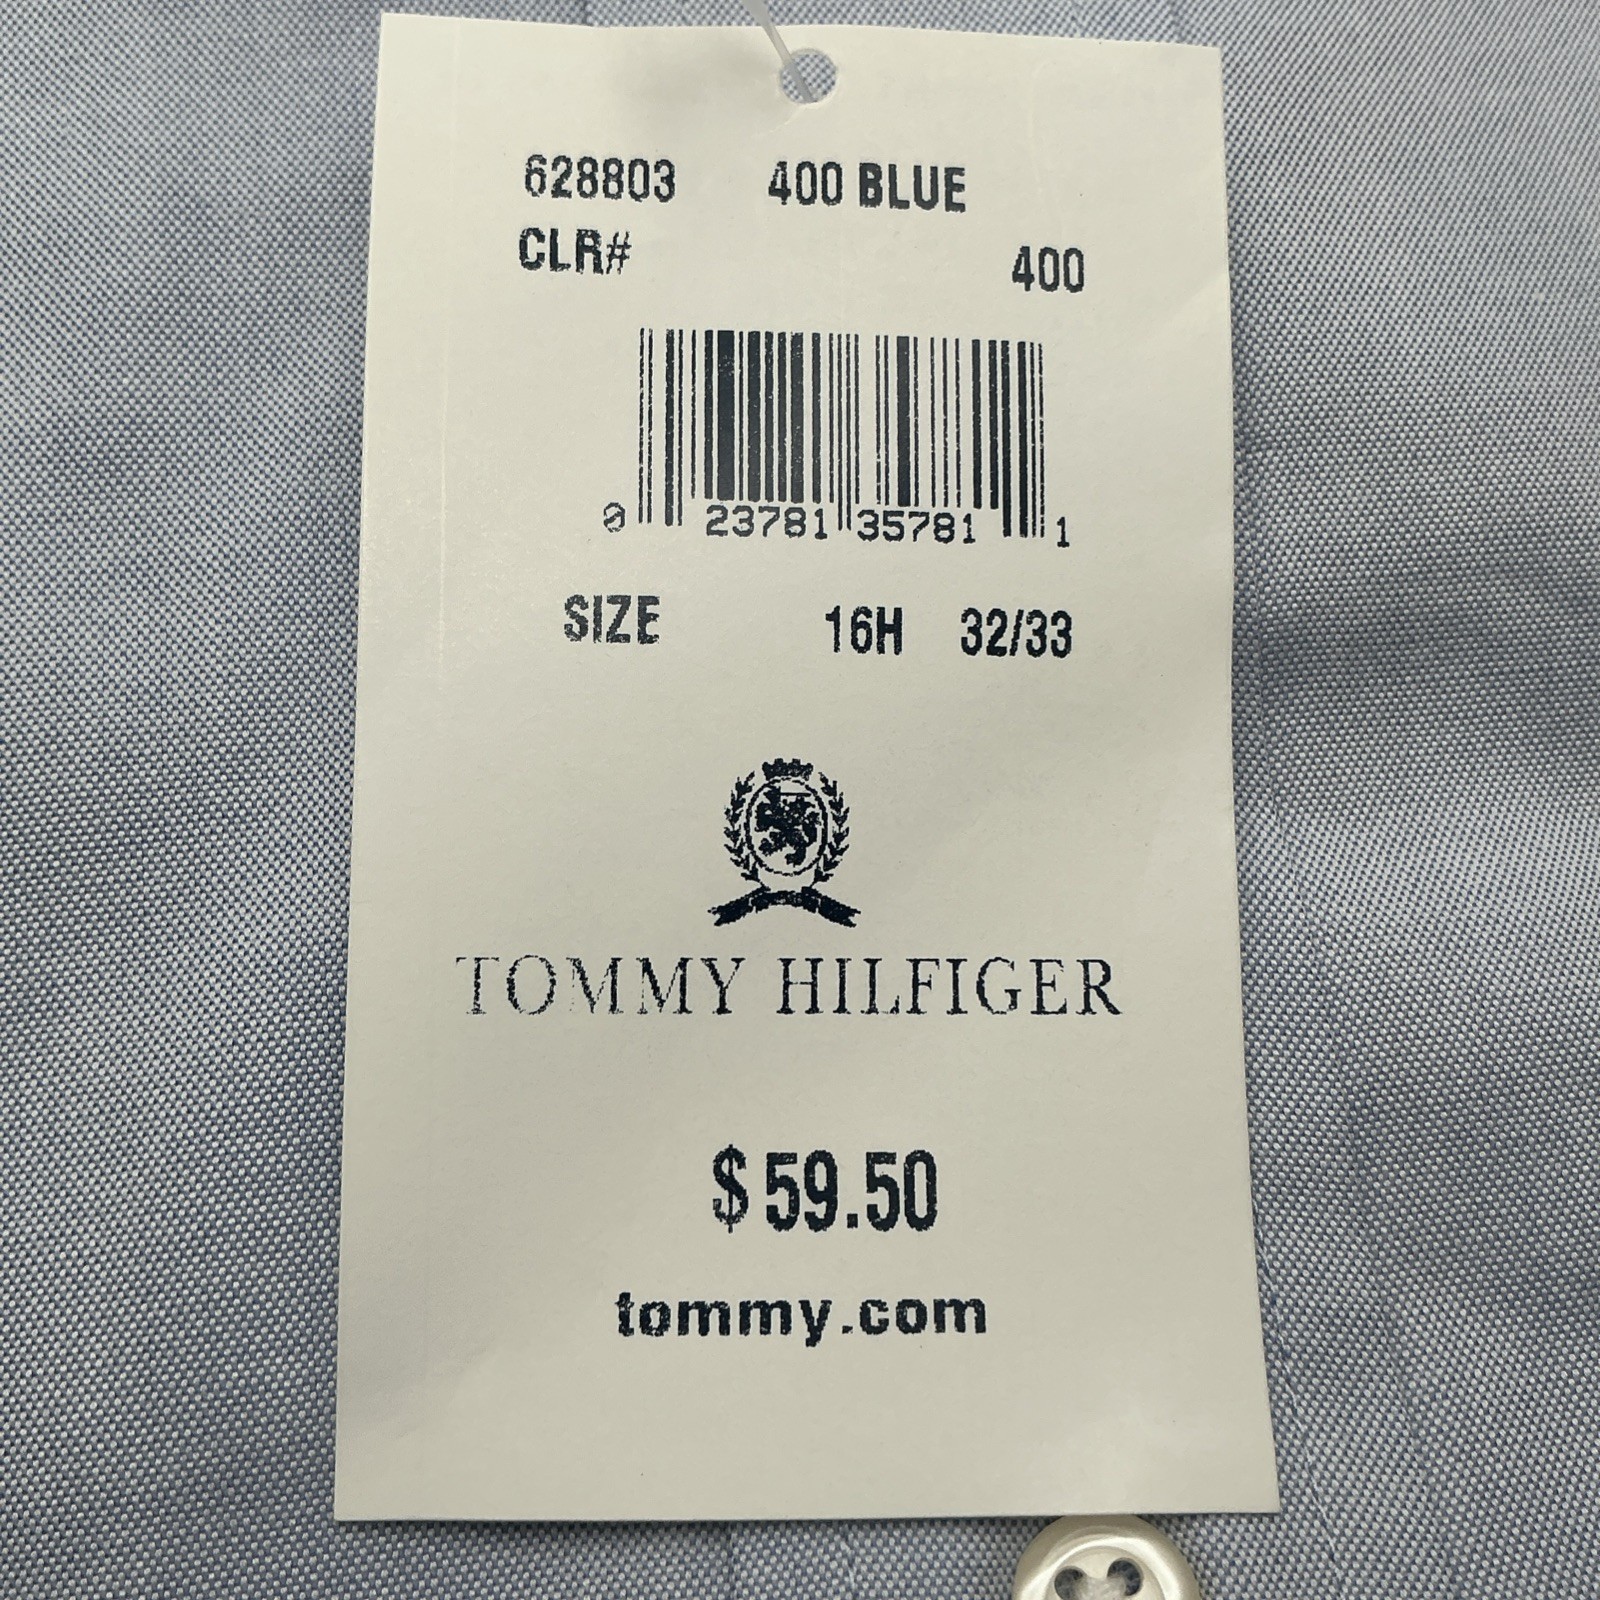 628803 400 BLUE
CLR# 400
0 23781 35781 1
SIZE 16H 32/33
TOMMY HILFIGER
$59.50
tommy.com